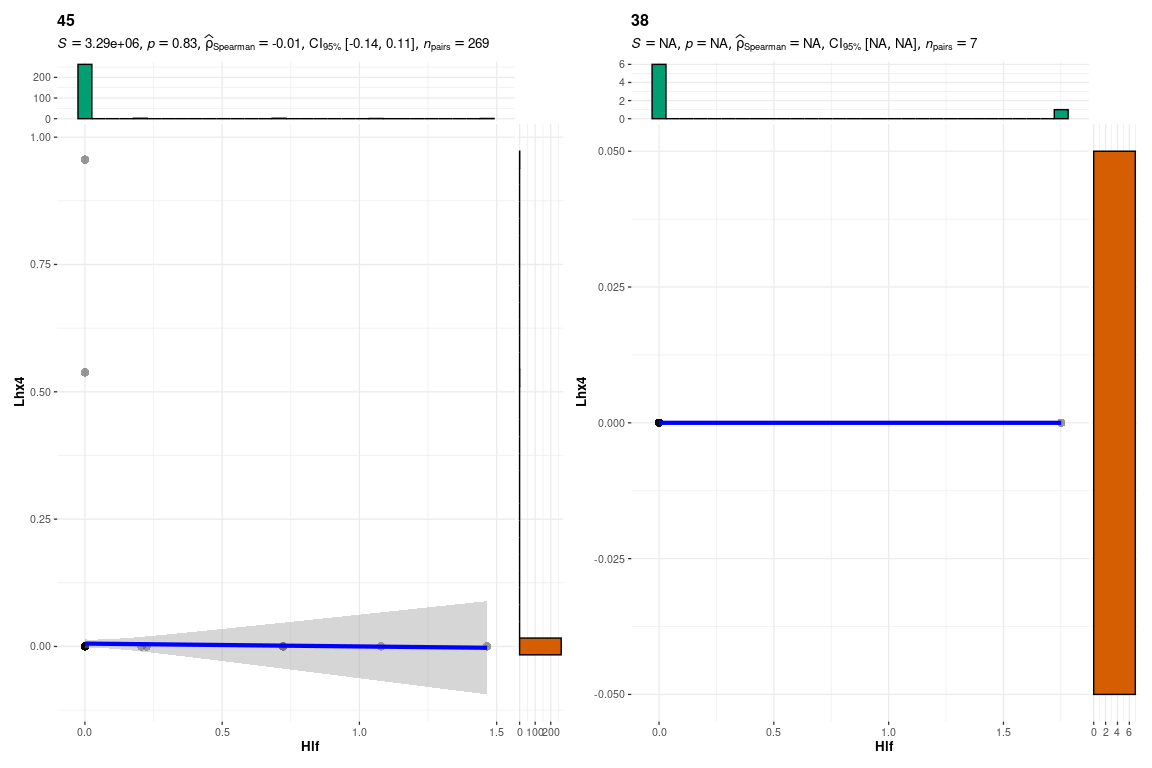 45
S = 3.29e+06, p = 0.83, ρ̂Spearman = -0.01, CI95% [-0.14, 0.11], npairs = 269
200
100
0
1.00
0.75
0.50
0.25
0.00
Lhx4
0.0 0.5 1.0 1.5 0 100200
Hlf
38
S = NA, p = NA, ρ̂Spearman = NA, CI95% [NA, NA], npairs = 7
6
4
2
0
0.050
0.025
0.000
-0.025
-0.050
Lhx4
0.0 0.5 1.0 1.5 0 2 4 6
Hlf